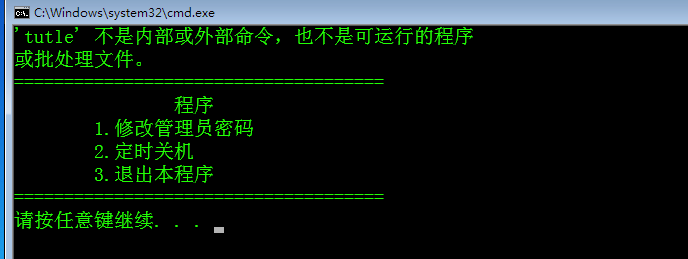 C:\Windows\system32\cmd.exe
'tutle' 不是内部或外部命令，也不是可运行的程序
或批处理文件。
=====================================
程序
1.修改管理员密码
2.定时关机
3.退出本程序
=====================================
请按任意键继续. . .